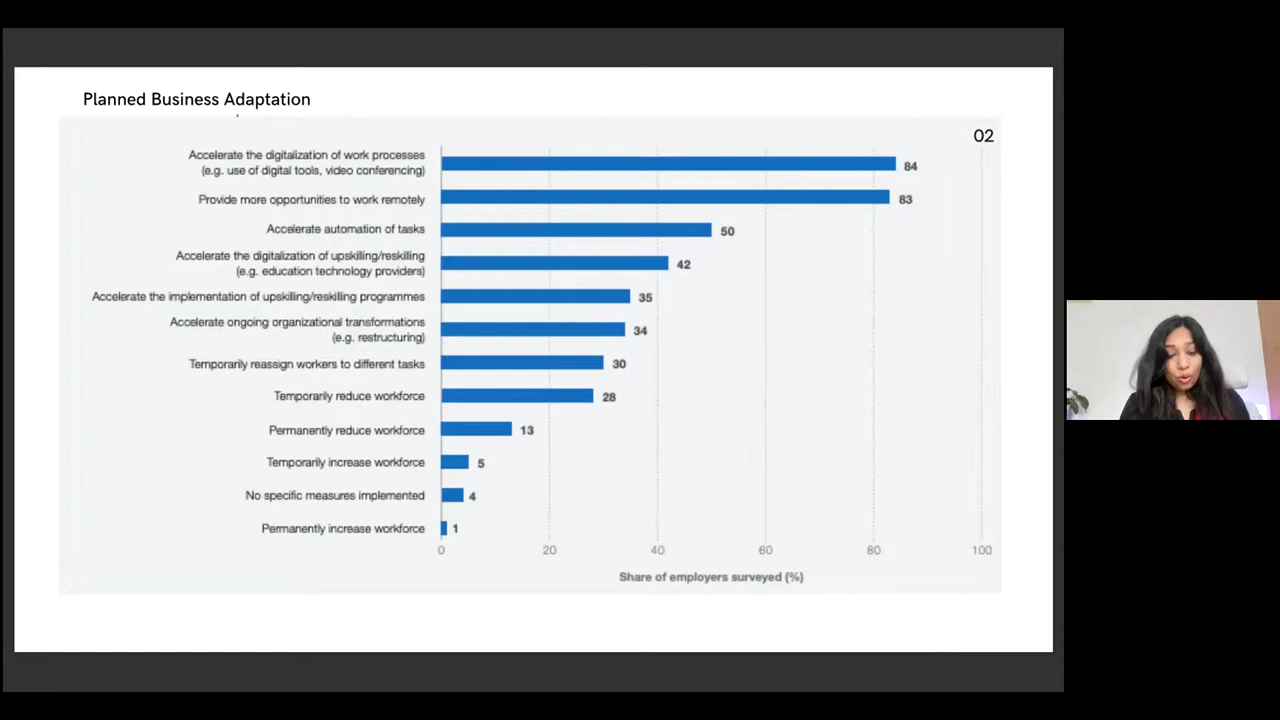 Planned Business Adaptation
02
Accelerate the digitalization of work processes
(e.g. use of digital tools, video conferencing)
84
Provide more opportunities to work remotely
83
Accelerate automation of tasks
50
Accelerate the digitalization of upskilling/reskilling
(e.g. education technology providers)
42
Accelerate the implementation of upskilling/reskilling programmes
35
Accelerate ongoing organizational transformations
(e.g. restructuring)
34
Temporarily reassign workers to different tasks
30
Temporarily reduce workforce
28
Permanently reduce workforce
13
Temporarily increase workforce
5
No specific measures implemented
4
Permanently increase workforce
1
0 20 40 60 80 100
Share of employers surveyed (%)